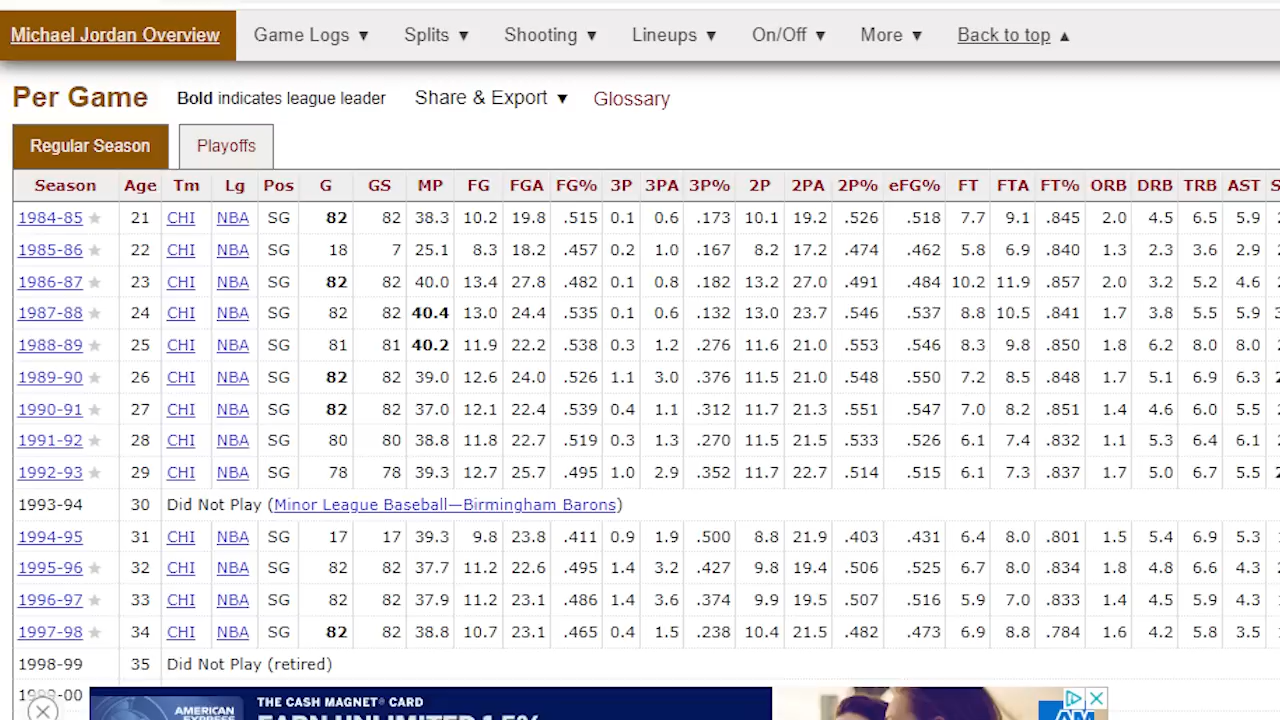 Michael Jordan Overview Game Logs ▼ Splits ▼ Shooting ▼ Lineups ▼ On/Off ▼ More ▼ Back to top ▲
Per Game Bold indicates league leader Share & Export ▼ Glossary
Regular Season Playoffs
Season Age Tm Lg Pos G GS MP FG FGA FG% 3P 3PA 3P% 2P 2PA 2P% eFG% FT FTA FT% ORB DRB TRB AST
1984-85 ★ 21 CHI NBA SG 82 82 38.3 10.2 19.8 .515 0.1 0.6 .173 10.1 19.2 .526 .518 7.7 9.1 .845 2.0 4.5 6.5 5.9
1985-86 ★ 22 CHI NBA SG 18 7 25.1 8.3 18.2 .457 0.2 1.0 .167 8.2 17.2 .474 .462 5.8 6.9 .840 1.3 2.3 3.6 2.9
1986-87 ★ 23 CHI NBA SG 82 82 40.0 13.4 27.8 .482 0.1 0.8 .182 13.2 27.0 .491 .484 10.2 11.9 .857 2.0 3.2 5.2 4.6
1987-88 ★ 24 CHI NBA SG 82 82 40.4 13.0 24.4 .535 0.1 0.6 .132 13.0 23.7 .546 .537 8.8 10.5 .841 1.7 3.8 5.5 5.9
1988-89 ★ 25 CHI NBA SG 81 81 40.2 11.9 22.2 .538 0.3 1.2 .276 11.6 21.0 .553 .546 8.3 9.8 .850 1.8 6.2 8.0 8.0
1989-90 ★ 26 CHI NBA SG 82 82 39.0 12.6 24.0 .526 1.1 3.0 .376 11.5 21.0 .548 .550 7.2 8.5 .848 1.7 5.1 6.9 6.3
1990-91 ★ 27 CHI NBA SG 82 82 37.0 12.1 22.4 .539 0.4 1.1 .312 11.7 21.3 .551 .547 7.0 8.2 .851 1.4 4.6 6.0 5.5
1991-92 ★ 28 CHI NBA SG 80 80 38.8 11.8 22.7 .519 0.3 1.3 .270 11.5 21.5 .533 .526 6.1 7.4 .832 1.1 5.3 6.4 6.1
1992-93 ★ 29 CHI NBA SG 78 78 39.3 12.7 25.7 .495 1.0 2.9 .352 11.7 22.7 .514 .515 6.1 7.3 .837 1.7 5.0 6.7 5.5
1993-94 30 Did Not Play (Minor League Baseball—Birmingham Barons)
1994-95 31 CHI NBA SG 17 17 39.3 9.8 23.8 .411 0.9 1.9 .500 8.8 21.9 .403 .431 6.4 8.0 .801 1.5 5.4 6.9 5.3
1995-96 ★ 32 CHI NBA SG 82 82 37.7 11.2 22.6 .495 1.4 3.2 .427 9.8 19.4 .506 .525 6.7 8.0 .834 1.8 4.8 6.6 4.3
1996-97 ★ 33 CHI NBA SG 82 82 37.9 11.2 23.1 .486 1.4 3.6 .374 9.9 19.5 .507 .516 5.9 7.0 .833 1.4 4.5 5.9 4.3
1997-98 ★ 34 CHI NBA SG 82 82 38.8 10.7 23.1 .465 0.4 1.5 .238 10.4 21.5 .482 .473 6.9 8.8 .784 1.6 4.2 5.8 3.5
1998-99 35 Did Not Play (retired)
AMERICAN
THE CASH MAGNET® CARD
EARN UNLIMITED 1.5%
AM